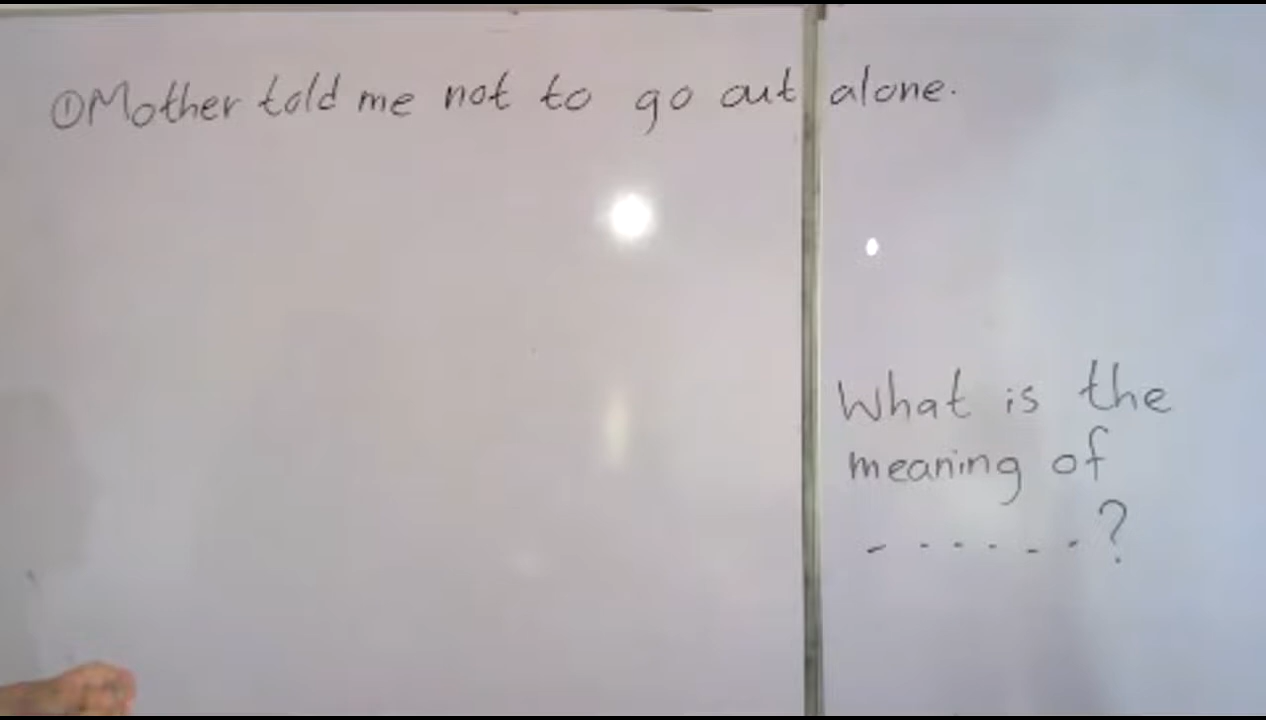 ①Mother told me not to go out alone.
What is the
meaning of
- - - - - - ?